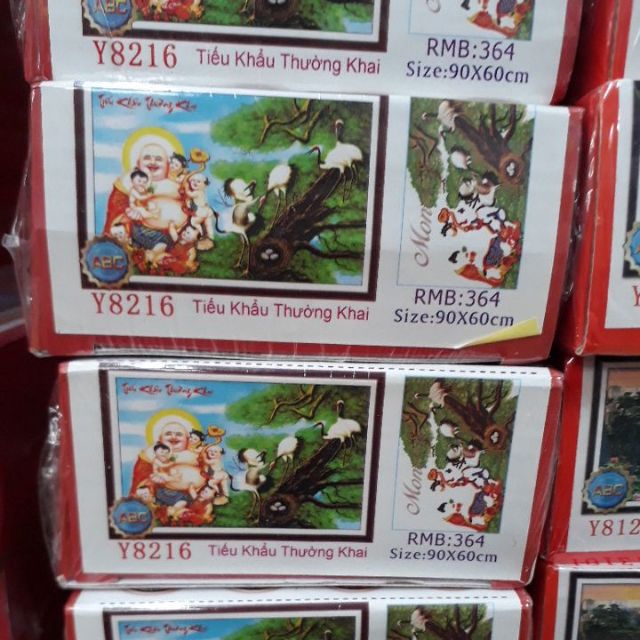 Y8216 Tiếu Khẩu Thường Khai
RMB:364
Size:90X60cm
Tiếu Khẩu Thường Khai
ABC
Mon
Y8216 Tiếu Khẩu Thường Khai
RMB:364
Size:90X60cm
Tiếu Khẩu Thường Khai
ABC
Mon
Y8216 Tiếu Khẩu Thường Khai
RMB:364
Size:90X60cm
ABC
Y812